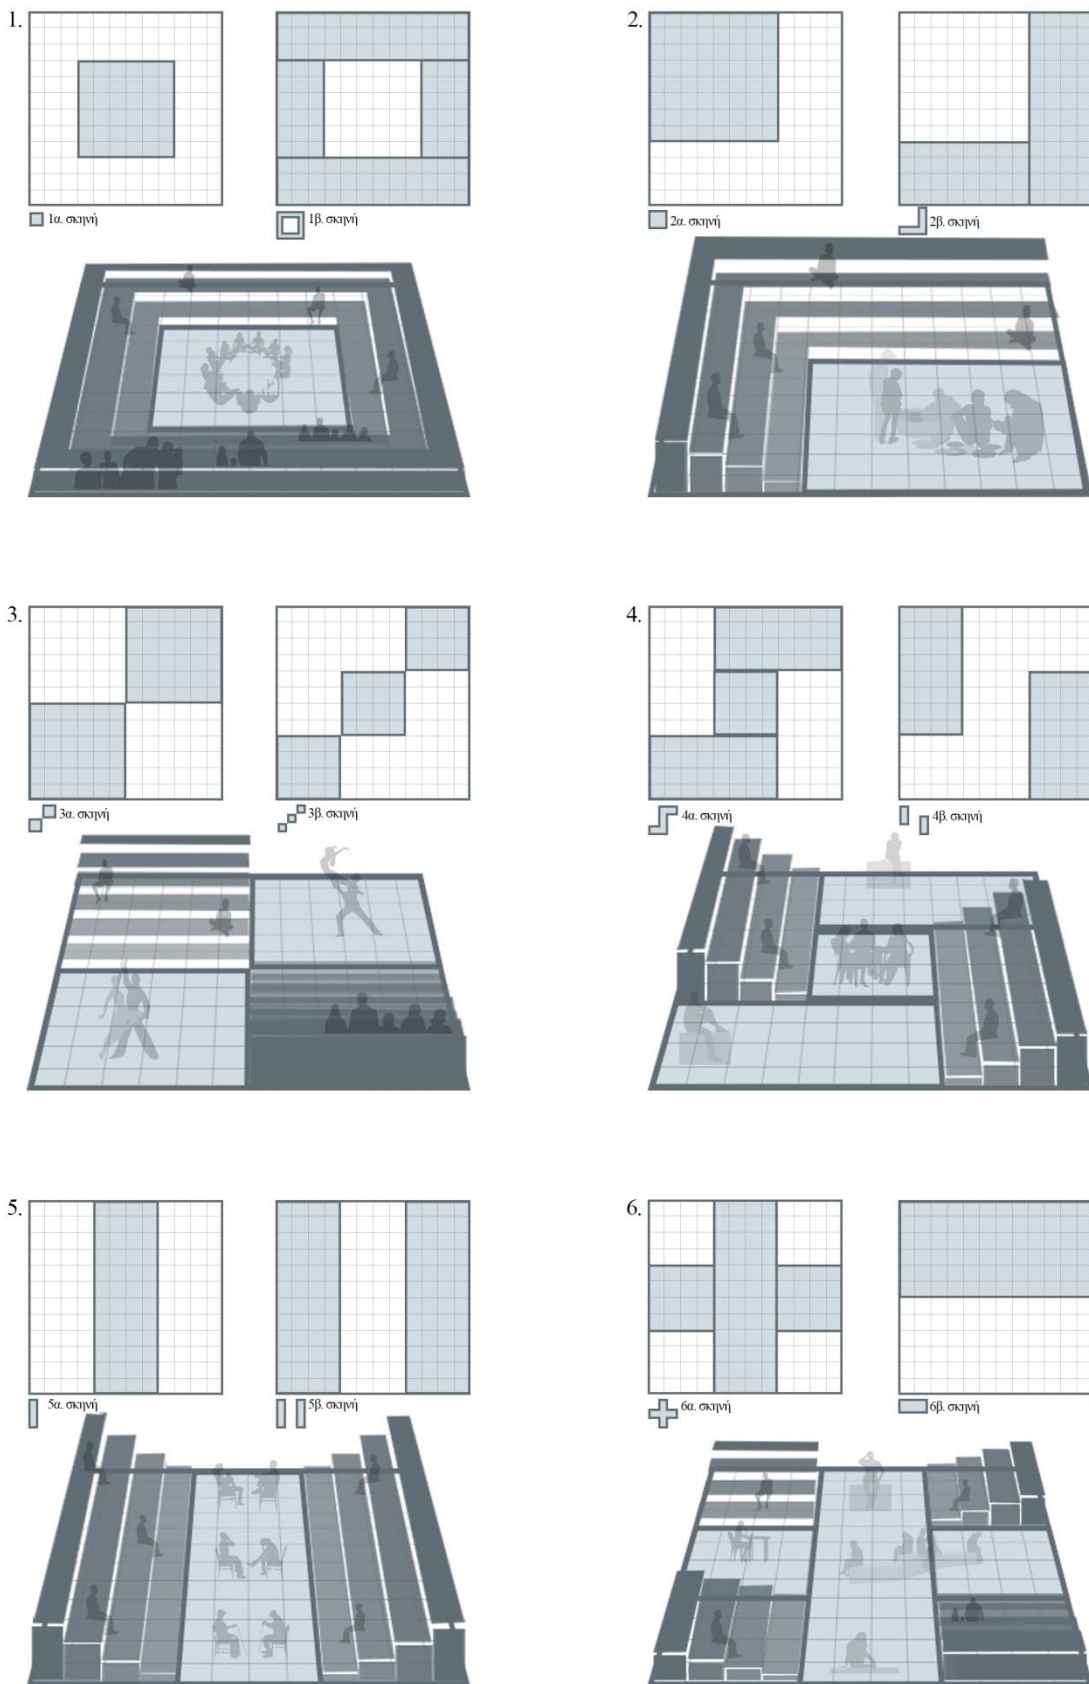 1.
2.
1α. σκηνή
1β. σκηνή
2α. σκηνή
2β. σκηνή
3.
4.
3α. σκηνή
3β. σκηνή
4α. σκηνή
4β. σκηνή
5.
6.
5α. σκηνή
5β. σκηνή
6α. σκηνή
6β. σκηνή